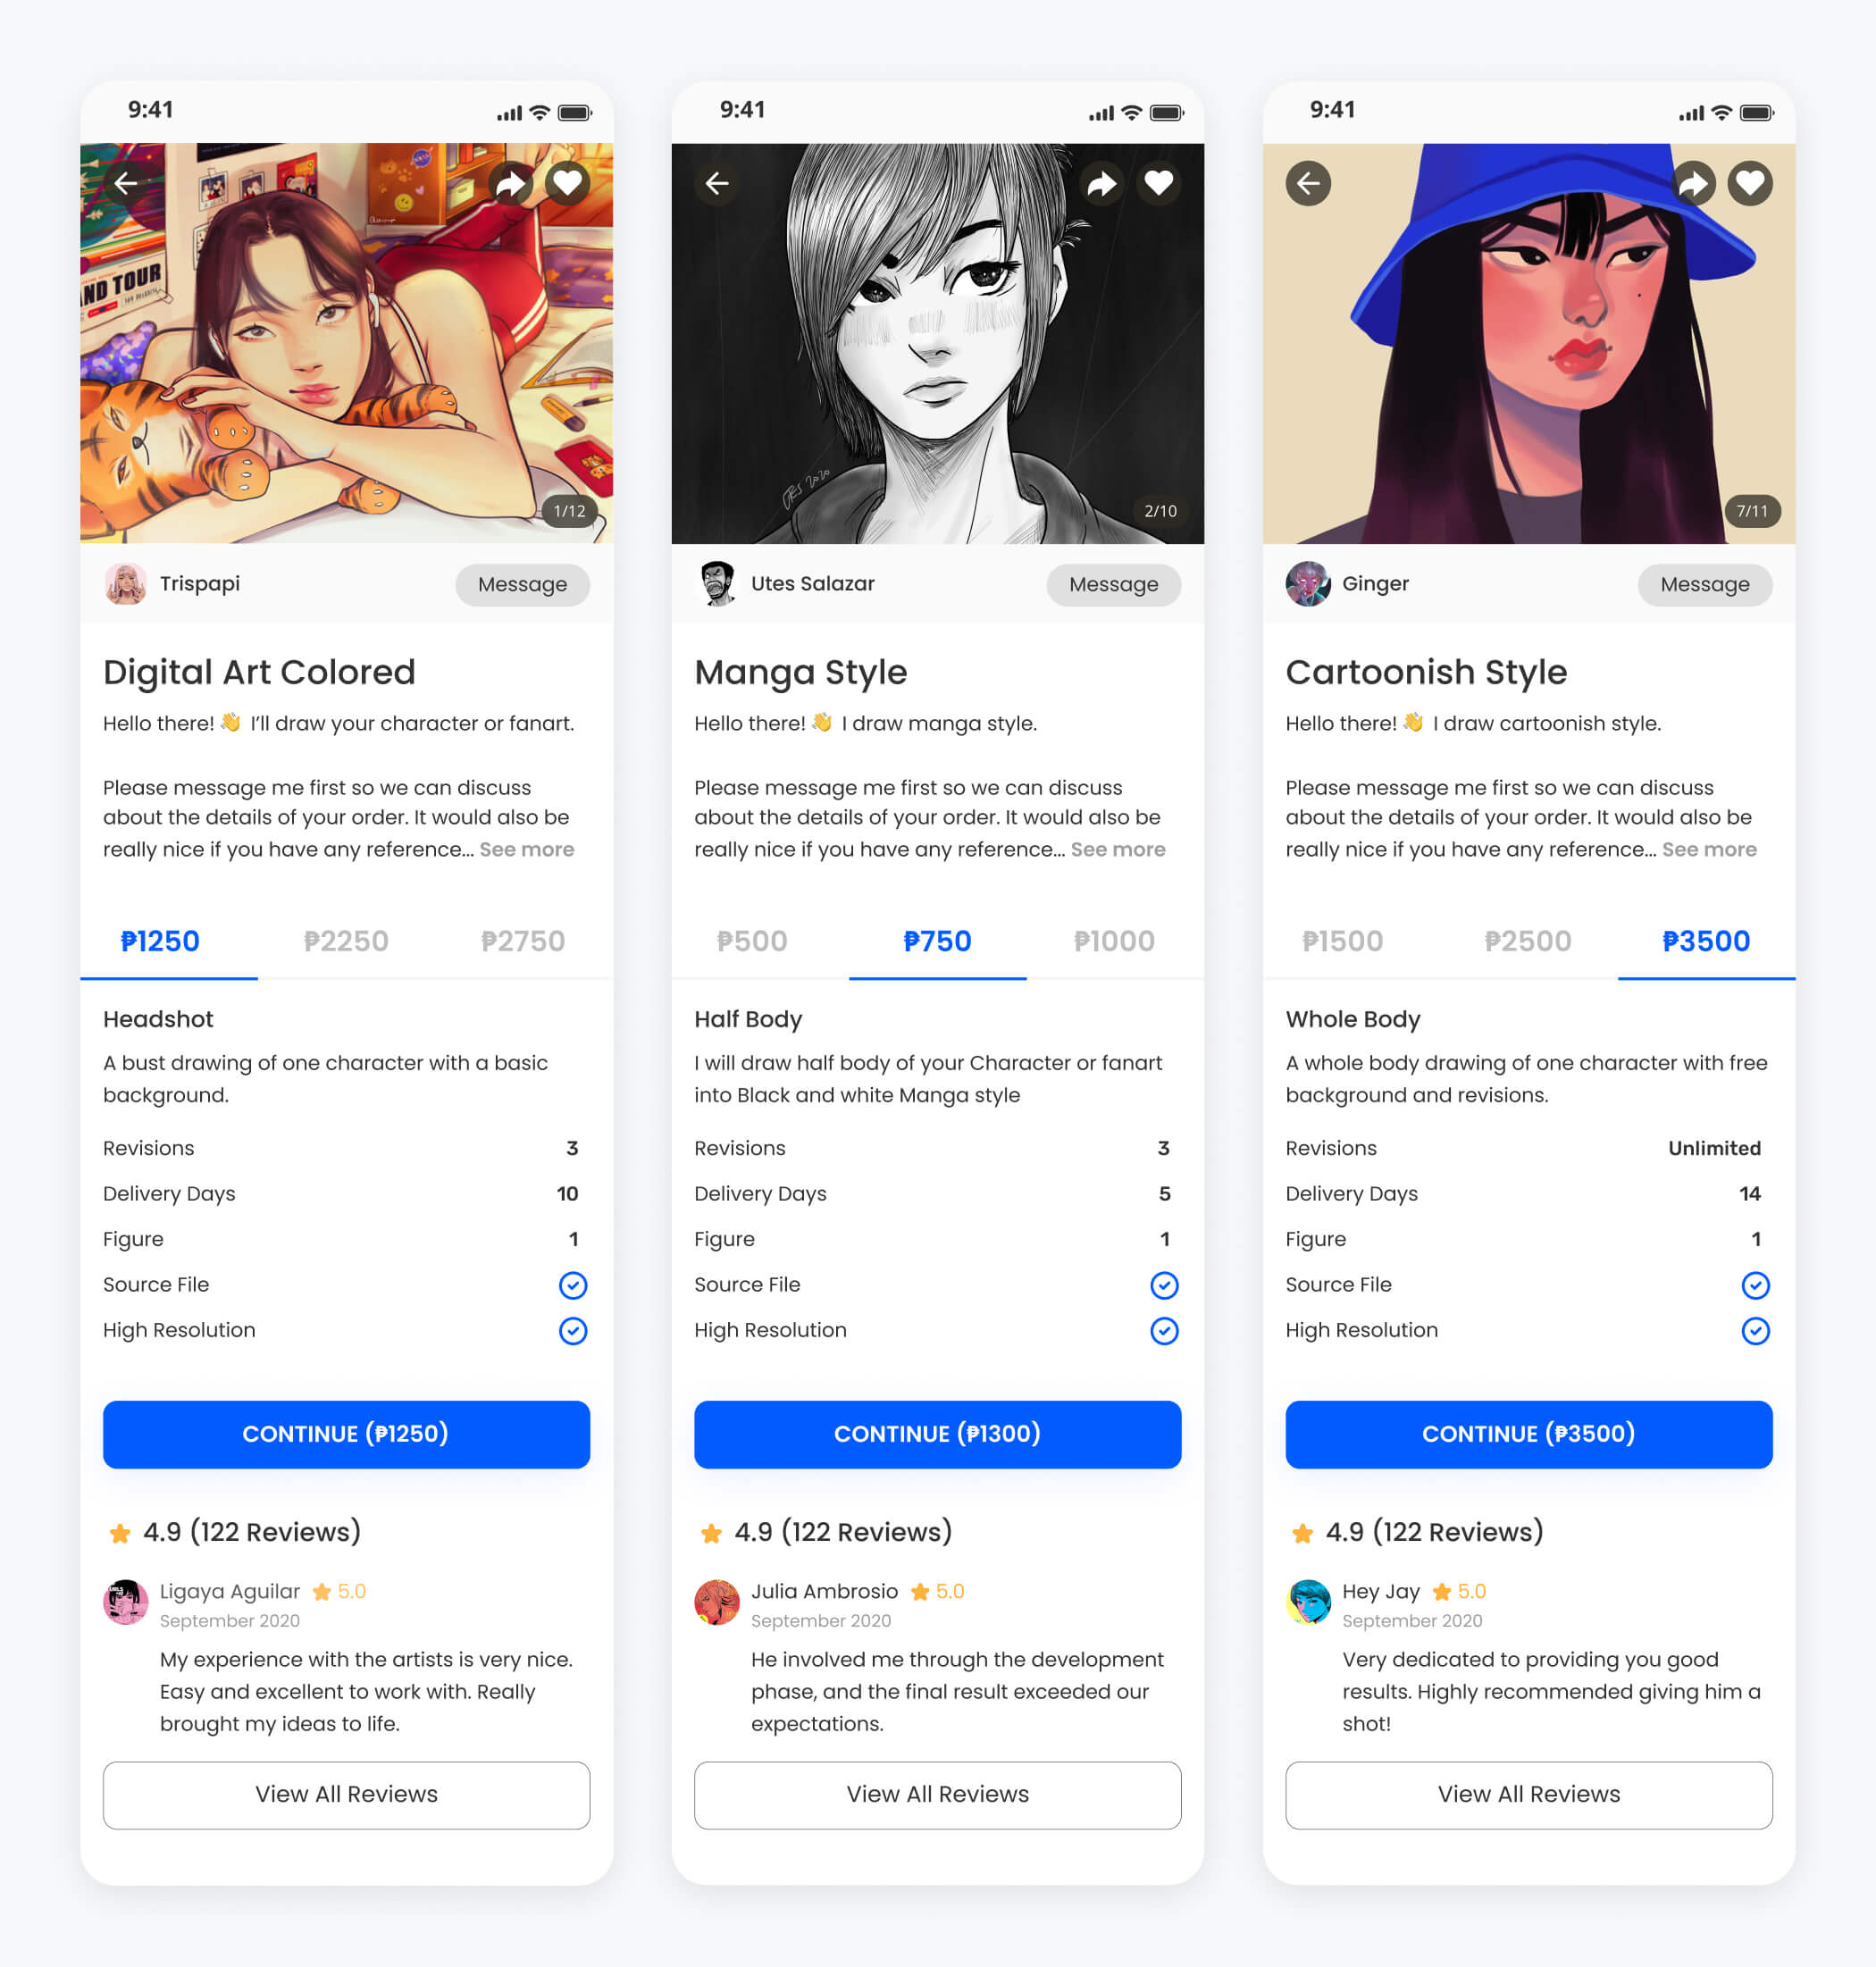 9:41
ND TOUR
1/12
Trispapi
Message
Digital Art Colored
Hello there! 👋 I’ll draw your character or fanart.
Please message me first so we can discuss
about the details of your order. It would also be
really nice if you have any reference... See more
₱1250 ₱2250 ₱2750
Headshot
A bust drawing of one character with a basic
background.
Revisions 3
Delivery Days 10
Figure 1
Source File
High Resolution
CONTINUE (₱1250)
4.9 (122 Reviews)
Ligaya Aguilar 5.0
September 2020
My experience with the artists is very nice.
Easy and excellent to work with. Really
brought my ideas to life.
View All Reviews
9:41
2020
2/10
Utes Salazar
Message
Manga Style
Hello there! 👋 I draw manga style.
Please message me first so we can discuss
about the details of your order. It would also be
really nice if you have any reference... See more
₱500 ₱750 ₱1000
Half Body
I will draw half body of your Character or fanart
into Black and white Manga style
Revisions 3
Delivery Days 5
Figure 1
Source File
High Resolution
CONTINUE (₱1300)
4.9 (122 Reviews)
Julia Ambrosio 5.0
September 2020
He involved me through the development
phase, and the final result exceeded our
expectations.
View All Reviews
9:41
7/11
Ginger
Message
Cartoonish Style
Hello there! 👋 I draw cartoonish style.
Please message me first so we can discuss
about the details of your order. It would also be
really nice if you have any reference... See more
₱1500 ₱2500 ₱3500
Whole Body
A whole body drawing of one character with free
background and revisions.
Revisions Unlimited
Delivery Days 14
Figure 1
Source File
High Resolution
CONTINUE (₱3500)
4.9 (122 Reviews)
Hey Jay 5.0
September 2020
Very dedicated to providing you good
results. Highly recommended giving him a
shot!
View All Reviews